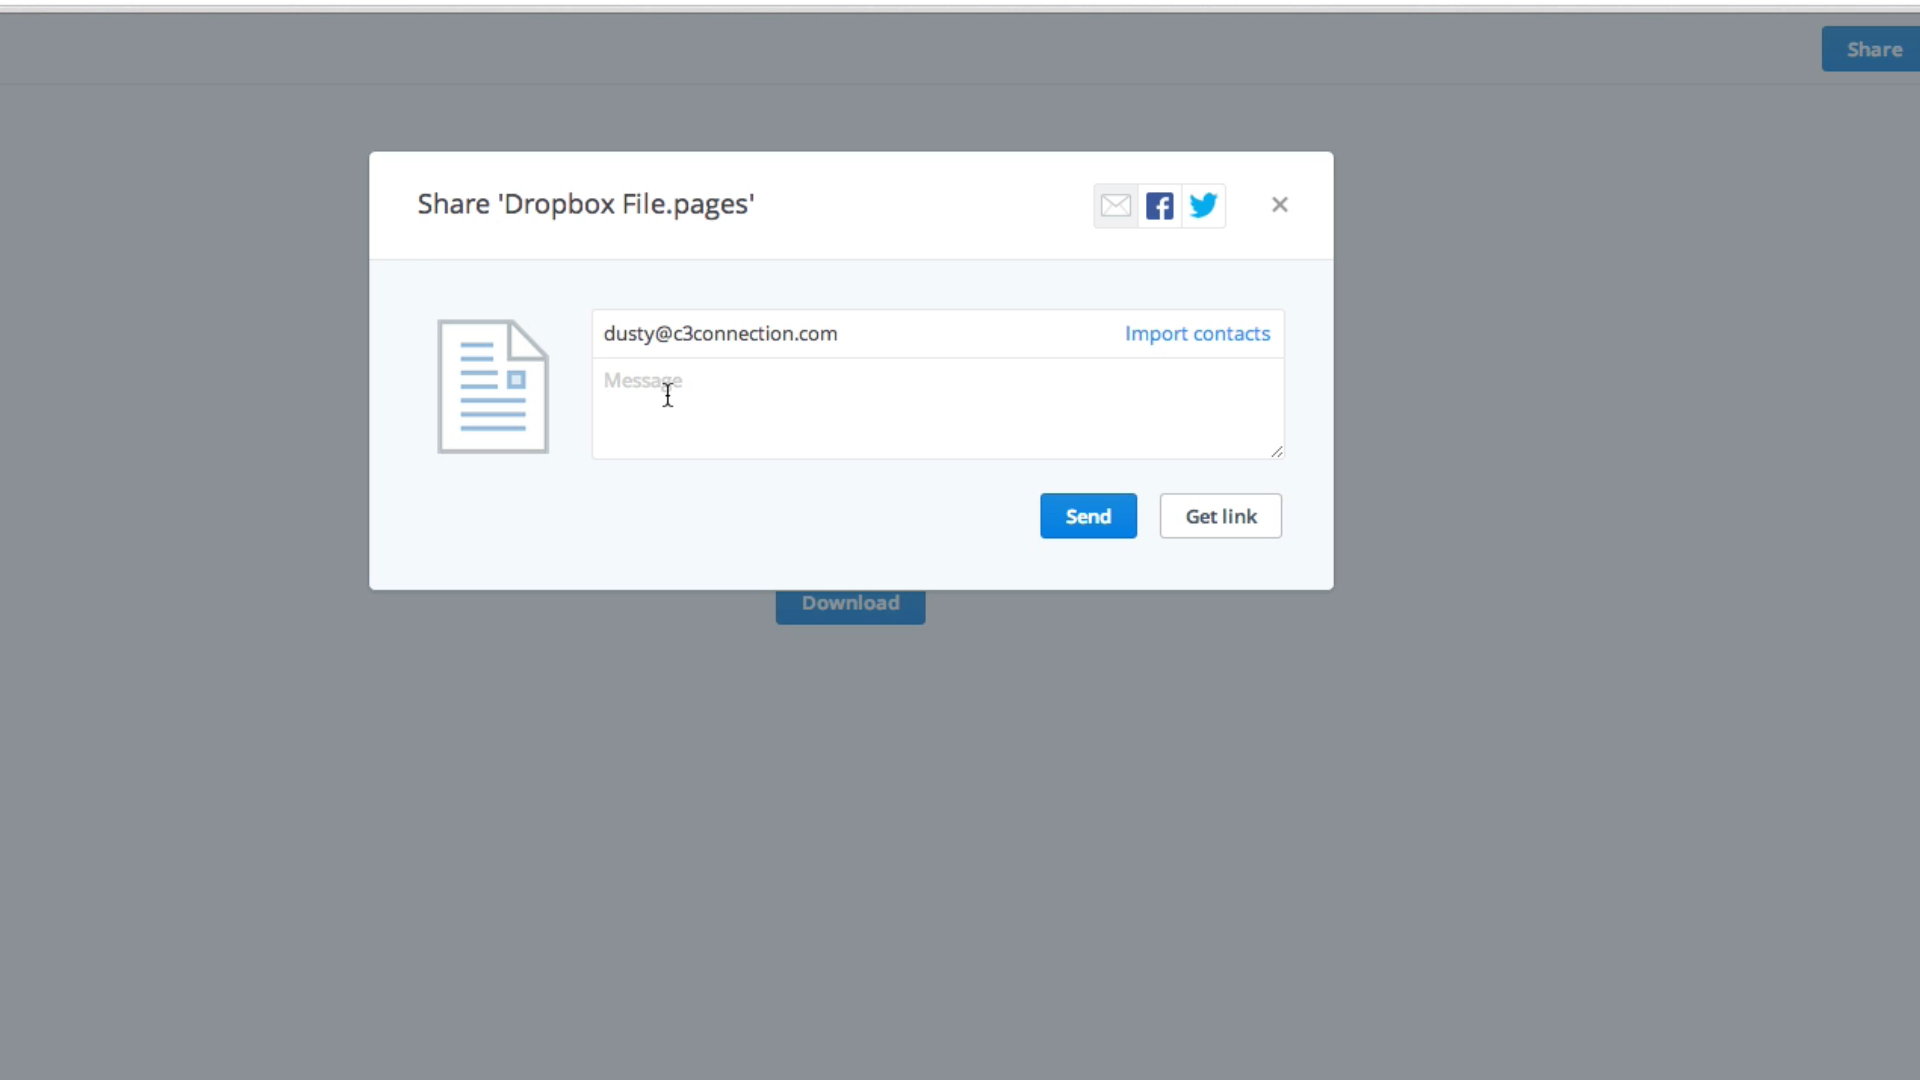 Share
Share 'Dropbox File.pages'
dusty@c3connection.com
Import contacts
Message
Send
Get link
Download